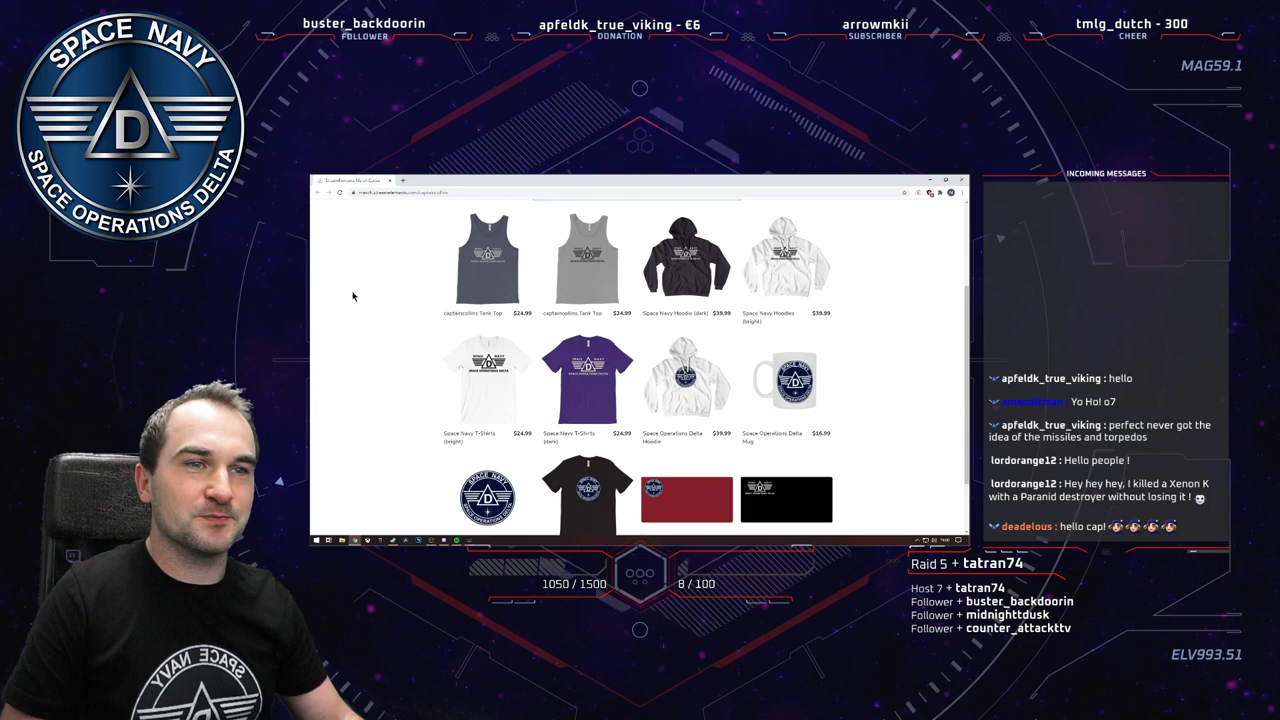 SPACE NAVY
D
SPACE OPERATIONS DELTA
buster_backdoorin
FOLLOWER
apfeldk_true_viking - €6
DONATION
arrowmkii
SUBSCRIBER
tmlg_dutch - 300
CHEER
MAG59.1
captaincollins Tank Top $24.99
captaincollins Tank Top $24.99
Space Navy Hoodie (dark) $39.99
Space Navy Hoodies $39.99
(bright)
Space Navy T-Shirts $24.99
(bright)
Space Navy T-Shirts $24.99
(dark)
Space Operations Delta $39.99
Hoodie
Space Operations Delta $16.99
Mug
SPACE NAVY
D
INCOMING MESSAGES
apfeldk_true_viking : hello
Yo Ho! o7
apfeldk_true_viking : perfect never got the
idea of the missiles and torpedos
lordorange12 : Hello people !
lordorange12 : Hey hey hey, I killed a Xenon K
with a Paranid destroyer without losing it !
deadelous : hello cap!
1050 / 1500
8 / 100
Raid 5 + tatran74
Host 7 + tatran74
Follower + buster_backdoorin
Follower + midnighttdusk
Follower + counter_attackttv
ELV993.51
SPACE NAVY